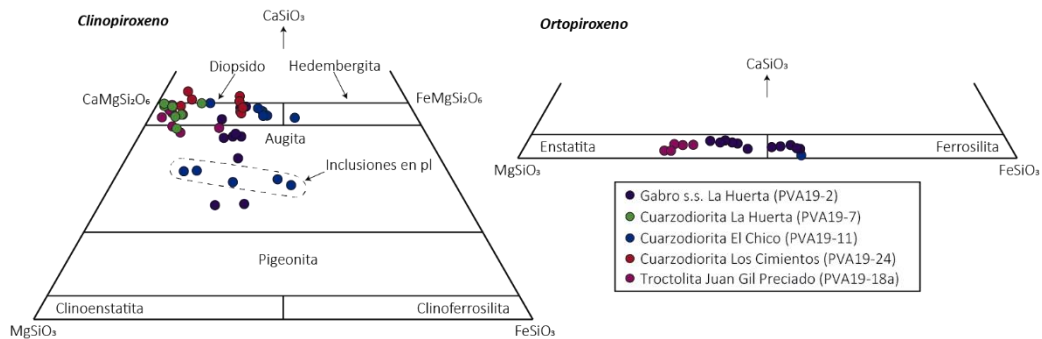 Clinopiroxeno
CaSiO₃
Diopsido
Hedembergita
CaMgSi₂O₆
FeMgSi₂O₆
Augita
Inclusiones en pl
Pigeonita
Clinoenstatita
Clinoferrosilita
MgSiO₃
FeSiO₃
Ortopiroxeno
CaSiO₃
Enstatita
Ferrosilita
MgSiO₃
FeSiO₃
Gabro s.s. La Huerta (PVA19-2)
Cuarzodiorita La Huerta (PVA19-7)
Cuarzodiorita El Chico (PVA19-11)
Cuarzodiorita Los Cimientos (PVA19-24)
Troctolita Juan Gil Preciado (PVA19-18a)